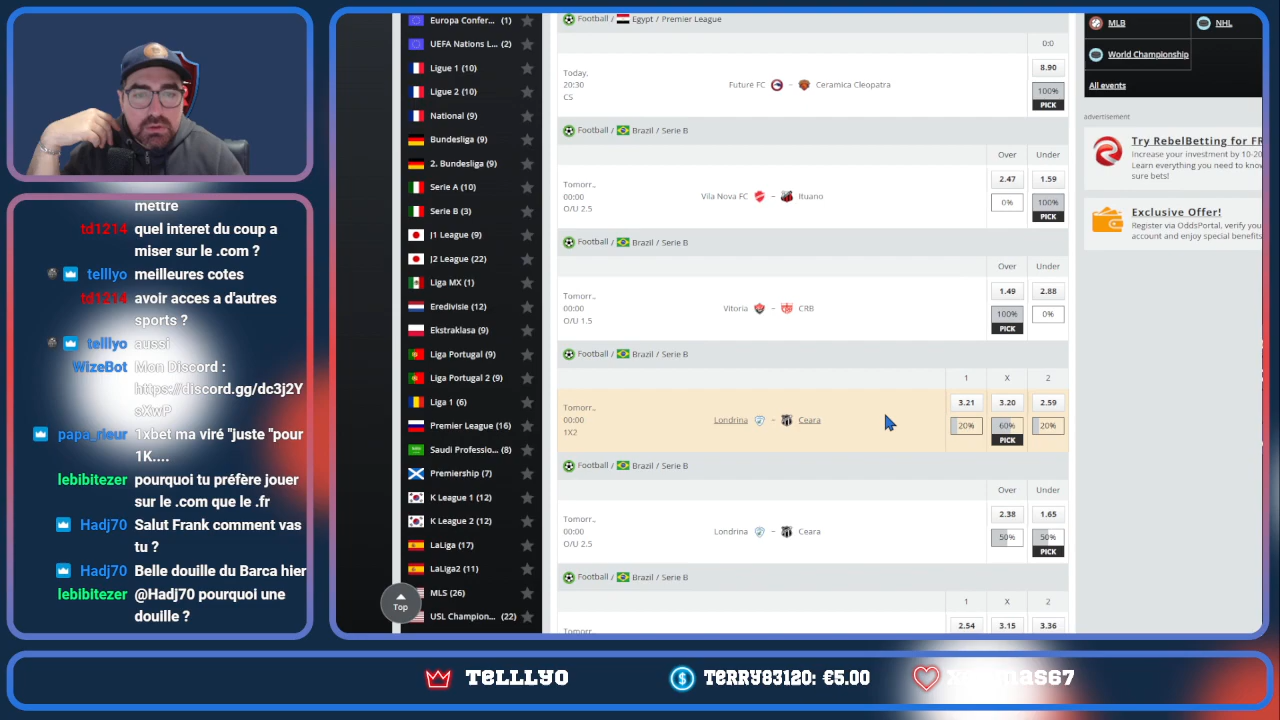 mettre
td1214 quel interet du coup a
miser sur le .com ?
telllyo meilleures cotes
td1214 avoir acces a d'autres
sports ?
telllyo aussi
WizeBot Mon Discord :
https://discord.gg/dc3j2Y
sXwP
papa_rieur 1xbet ma viré "juste "pour
1K....
lebibitezer pourquoi tu préfère jouer
sur le .com que le .fr
Hadj70 Salut Frank comment vas
tu ?
Hadj70 Belle douille du Barca hier
lebibitezer @Hadj70 pourquoi une
douille ?
Europa Confer... (1)
UEFA Nations L... (2)
Ligue 1 (10)
Ligue 2 (10)
National (9)
Bundesliga (9)
2. Bundesliga (9)
Serie A (10)
Serie B (3)
J1 League (9)
J2 League (22)
Liga MX (1)
Eredivisie (12)
Ekstraklasa (9)
Liga Portugal (9)
Liga Portugal 2 (9)
Liga 1 (6)
Premier League (16)
Saudi Professio... (8)
Premiership (7)
K League 1 (12)
K League 2 (12)
LaLiga (17)
LaLiga2 (11)
MLS (26)
USL Champion... (22)
Top
Football / Egypt / Premier League
0:0
Today,
20:30
CS
Future FC – Ceramica Cleopatra
8.90
100%
PICK
Football / Brazil / Serie B
Over Under
Tomorr..
00:00
O/U 2.5
Vila Nova FC – Ituano
2.47 1.59
0% 100%
PICK
Football / Brazil / Serie B
Over Under
Tomorr..
00:00
O/U 1.5
Vitoria – CRB
1.49 2.88
100% 0%
PICK
Football / Brazil / Serie B
1 X 2
Tomorr..
00:00
1X2
Londrina – Ceara
3.21 3.20 2.59
20% 60% 20%
PICK
Football / Brazil / Serie B
Over Under
Tomorr..
00:00
O/U 2.5
Londrina – Ceara
2.38 1.65
50% 50%
PICK
Football / Brazil / Serie B
1 X 2
Tomorr..
2.54 3.15 3.36
MLB NHL
World Championship
All events
advertisement
Try RebelBetting for FR
Increase your investment by 10-20
Learn everything you need to know
sure bets!
Exclusive Offer!
Register via OddsPortal, verify your
account and enjoy special benefits
TELLLYO
TERRY83120: €5.00